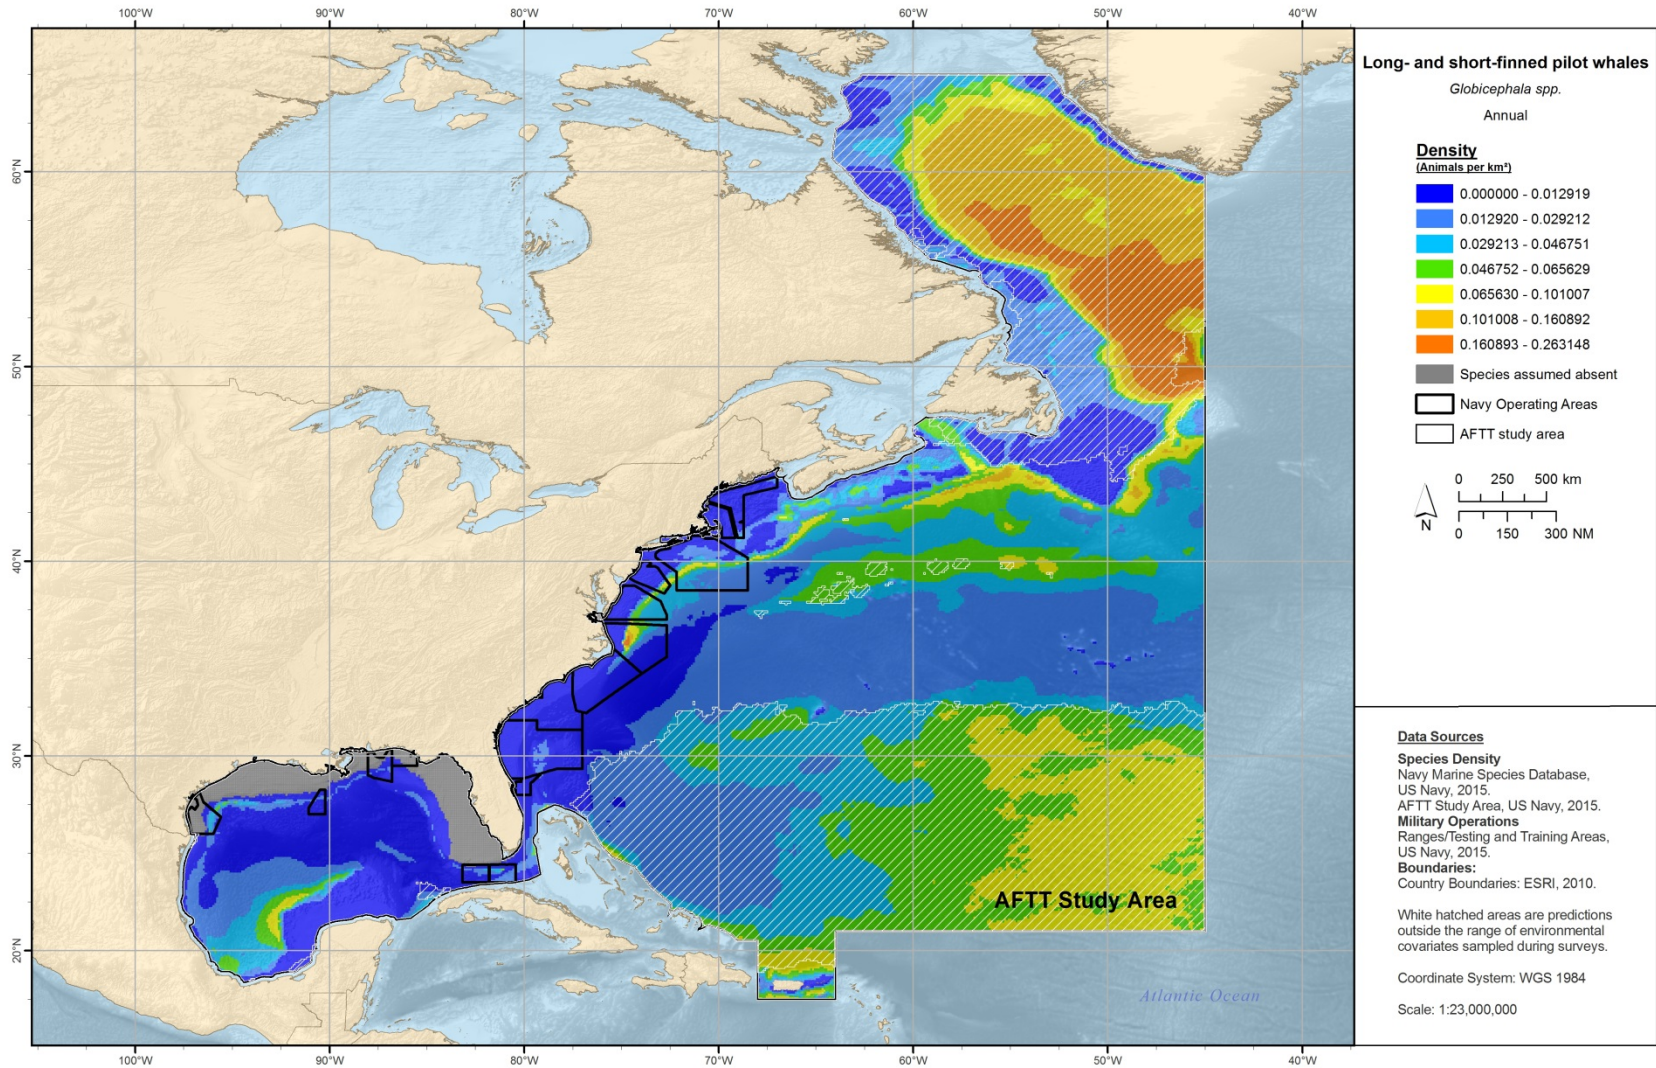 100°W 90°W 80°W 70°W 60°W 50°W 40°W
60°N
50°N
40°N
30°N
20°N
AFTT Study Area
Atlantic Ocean
100°W 90°W 80°W 70°W 60°W 50°W 40°W
Long- and short-finned pilot whales
Globicephala spp.
Annual
Density
(Animals per km²)
0.000000 - 0.012919
0.012920 - 0.029212
0.029213 - 0.046751
0.046752 - 0.065629
0.065630 - 0.101007
0.101008 - 0.160892
0.160893 - 0.263148
Species assumed absent
Navy Operating Areas
AFTT study area
0 250 500 km
N
0 150 300 NM
Data Sources
Species Density
Navy Marine Species Database,
US Navy, 2015.
AFTT Study Area, US Navy, 2015.
Military Operations
Ranges/Testing and Training Areas,
US Navy, 2015.
Boundaries:
Country Boundaries: ESRI, 2010.
White hatched areas are predictions
outside the range of environmental
covariates sampled during surveys.
Coordinate System: WGS 1984
Scale: 1:23,000,000